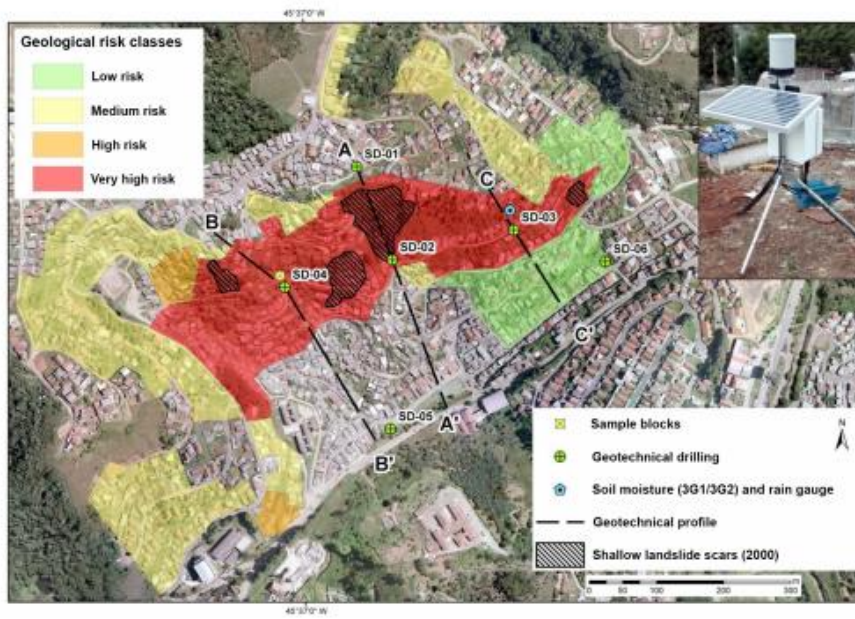 45°37'0" W
Geological risk classes
Low risk
Medium risk
High risk
Very high risk
A
SD-01
C
B
SD-03
SD-02
SD-06
SD-04
C'
SD-05
A'
B'
Sample blocks
N
Geotechnical drilling
Soil moisture (3G1/3G2) and rain gauge
Geotechnical profile
Shallow landslide scars (2000)
0 50 100 200 300
45°37'0" W